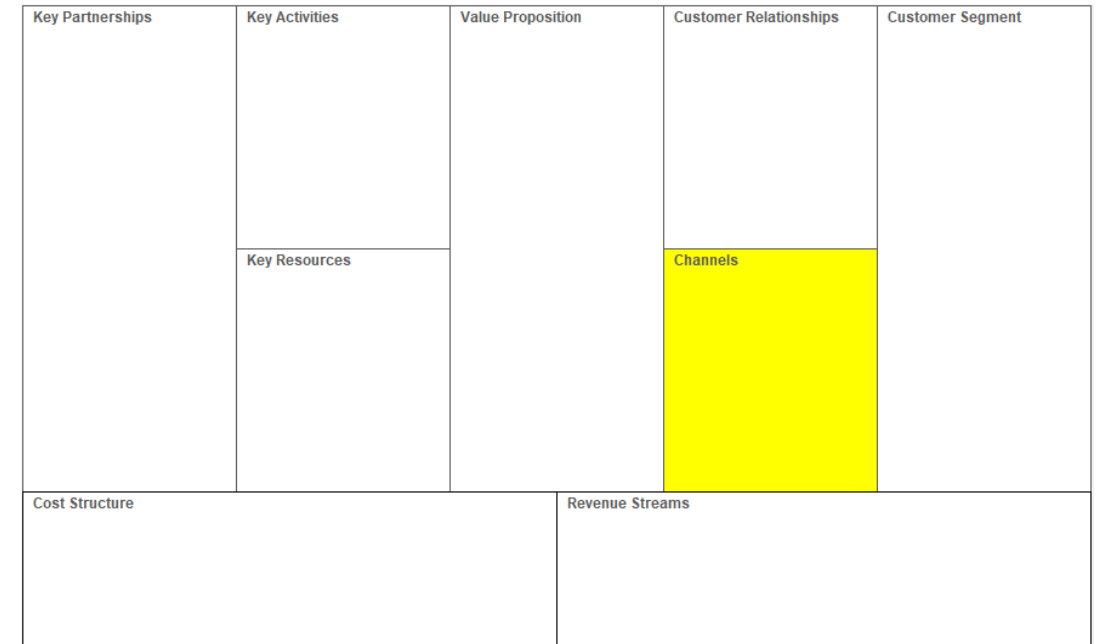 Key Partnerships
Key Activities
Value Proposition
Customer Relationships
Customer Segment
Key Resources
Channels
Cost Structure
Revenue Streams